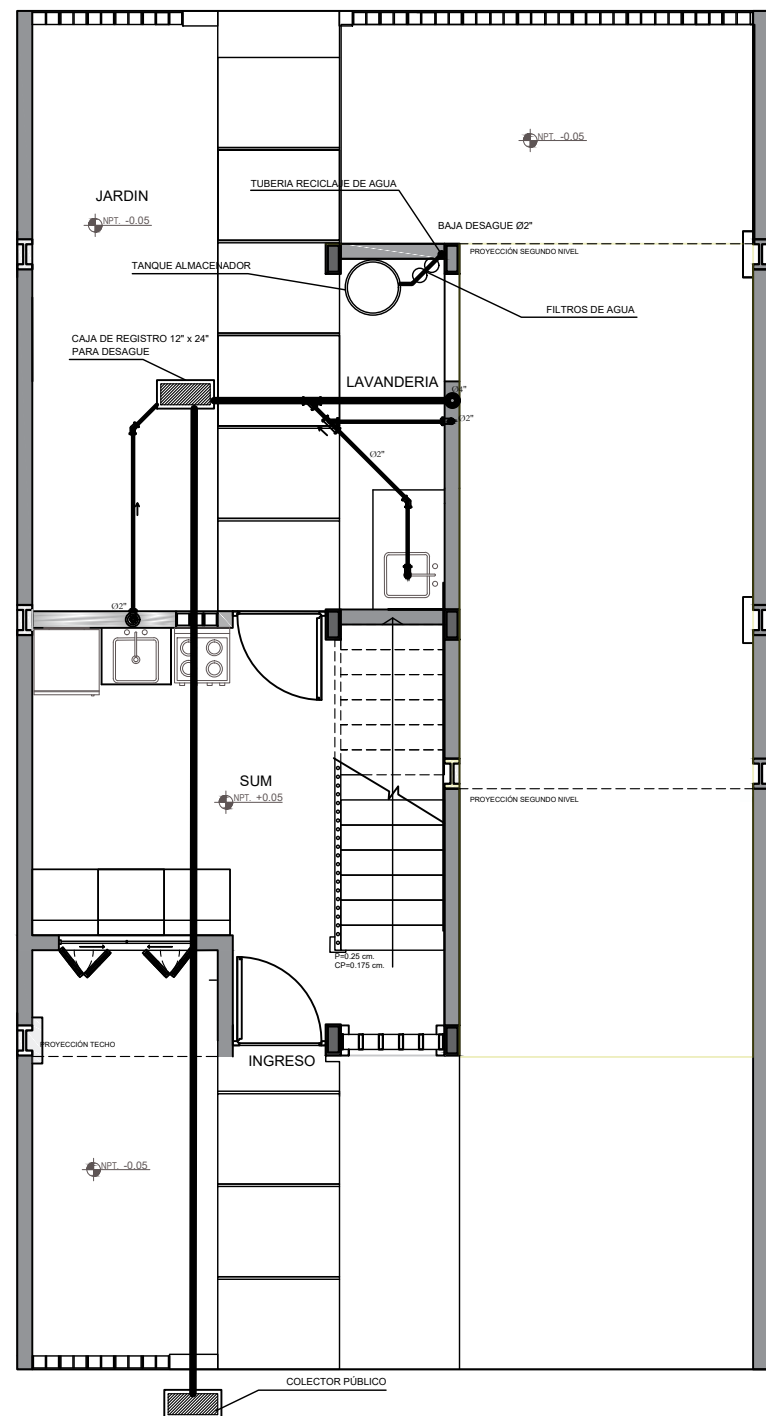 NPT. -0.05
TUBERIA RECICLAJE DE AGUA
JARDIN
NPT. -0.05
BAJA DESAGUE Ø2"
PROYECCIÓN SEGUNDO NIVEL
TANQUE ALMACENADOR
FILTROS DE AGUA
CAJA DE REGISTRO 12" x 24"
PARA DESAGUE
LAVANDERIA
Ø4"
Ø2"
Ø2"
Ø2"
SUM
NPT. +0.05
PROYECCIÓN SEGUNDO NIVEL
P=0.25 cm.
CP=0.175 cm.
PROYECCIÓN TECHO
INGRESO
NPT. -0.05
COLECTOR PÚBLICO